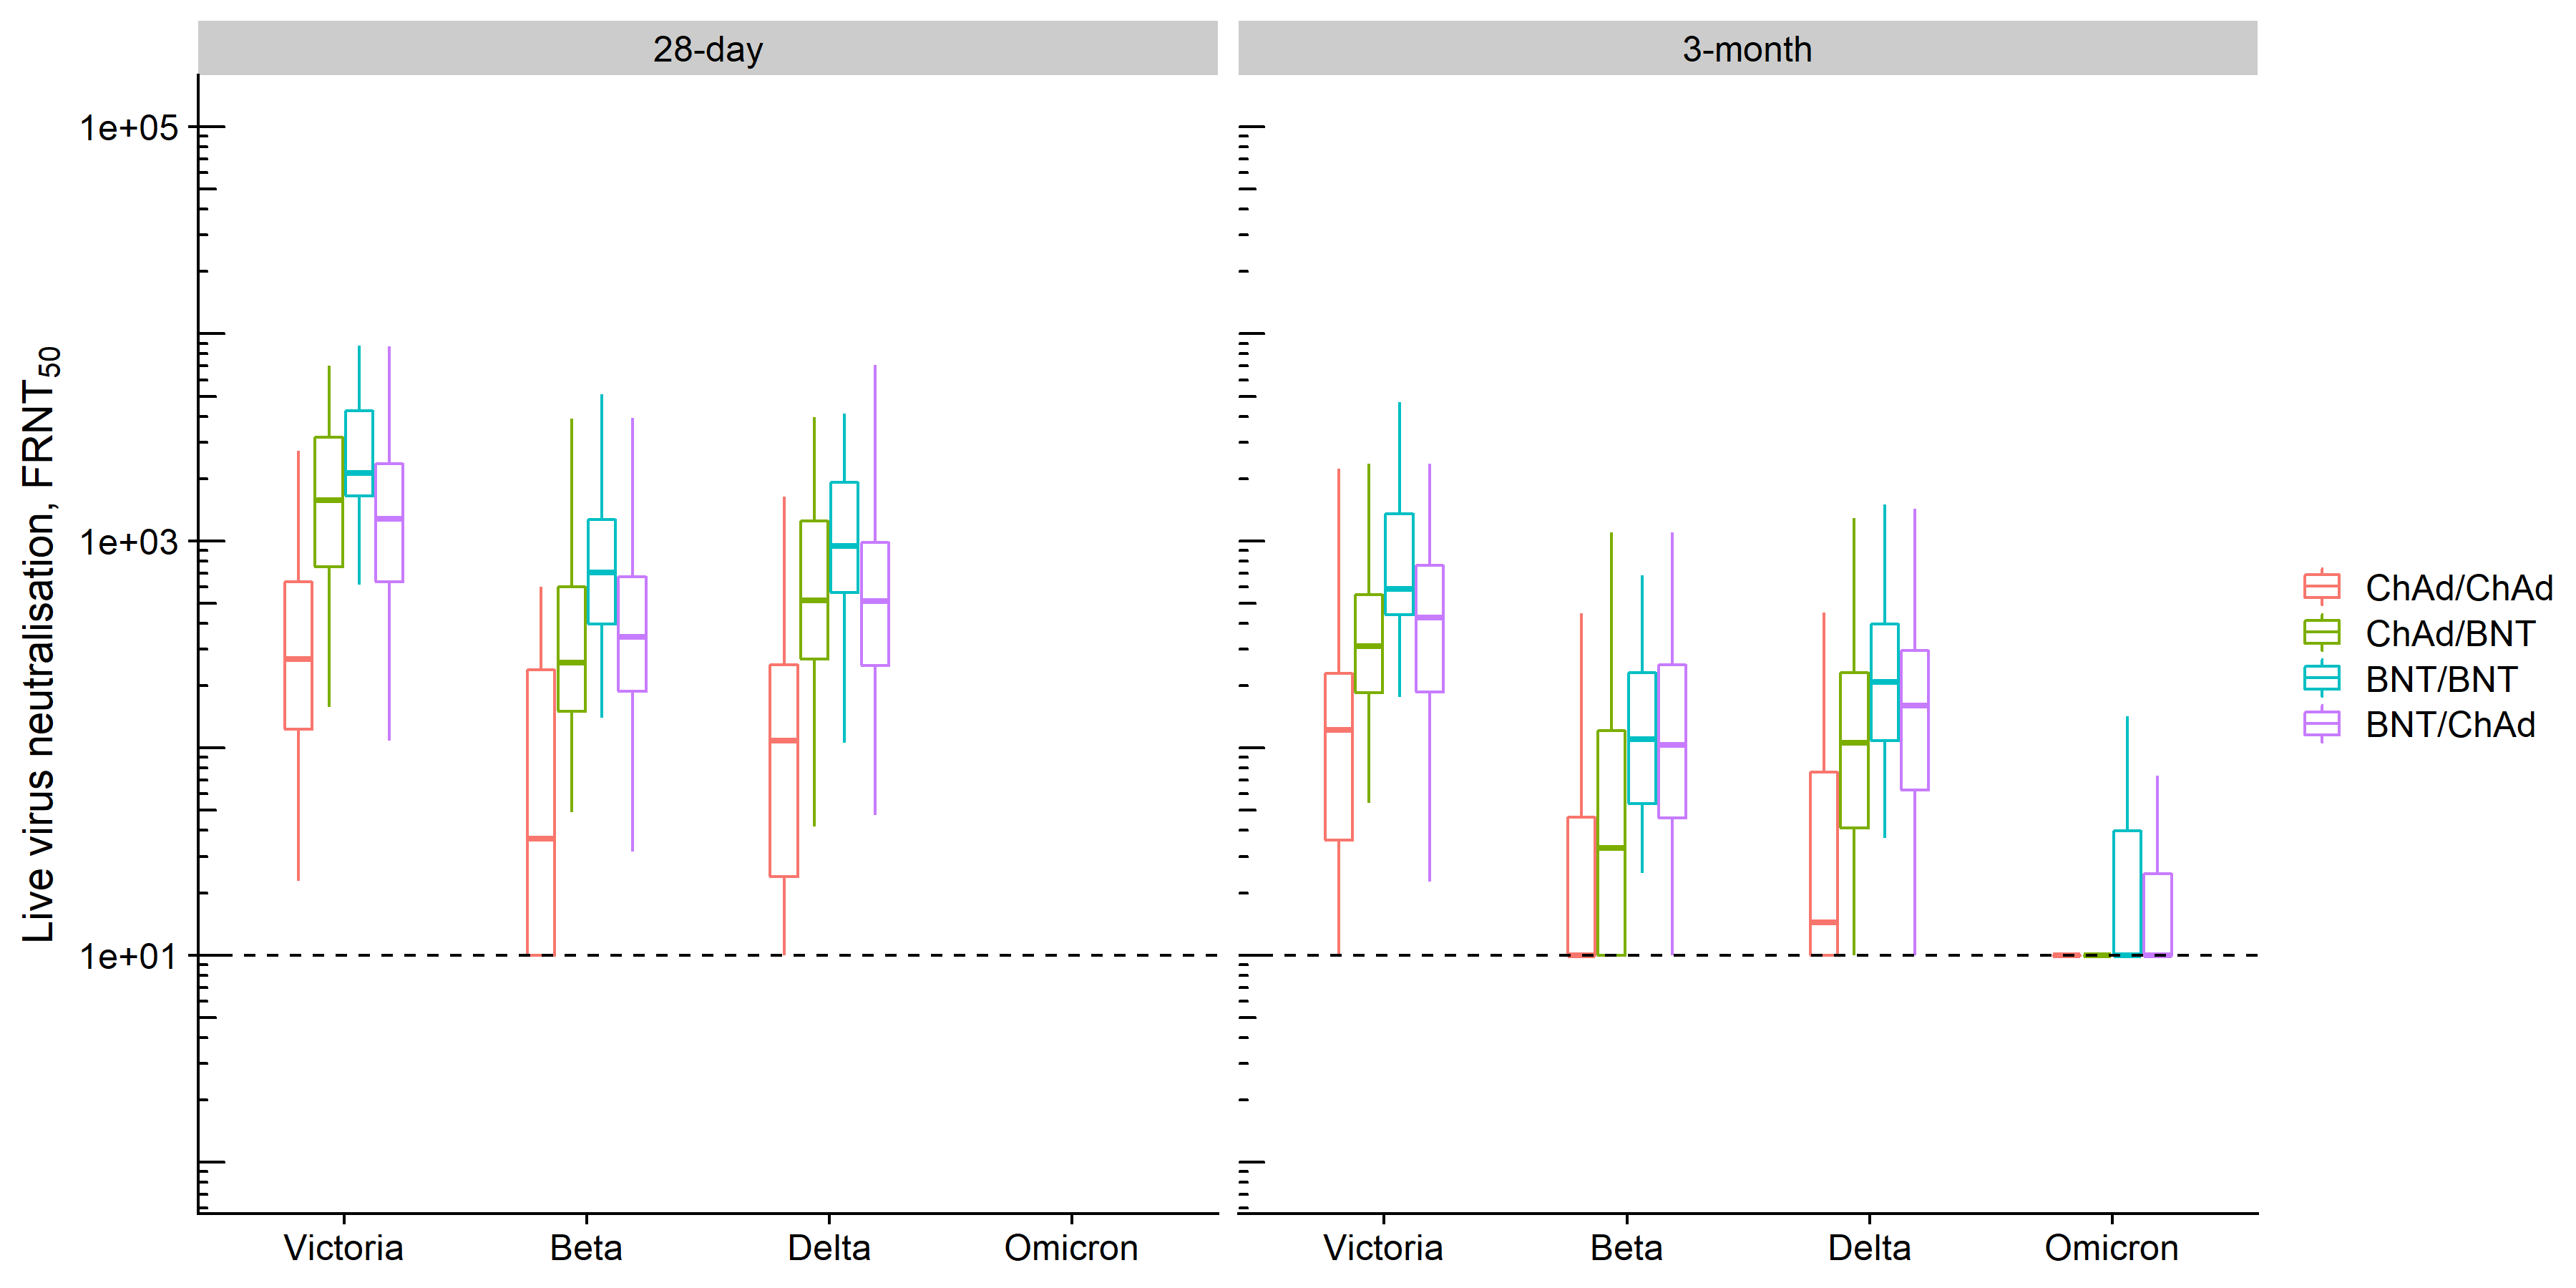 28-day
3-month
Live virus neutralisation, FRNT50
1e+05
1e+03
1e+01
Victoria Beta Delta Omicron
Victoria Beta Delta Omicron
ChAd/ChAd
ChAd/BNT
BNT/BNT
BNT/ChAd